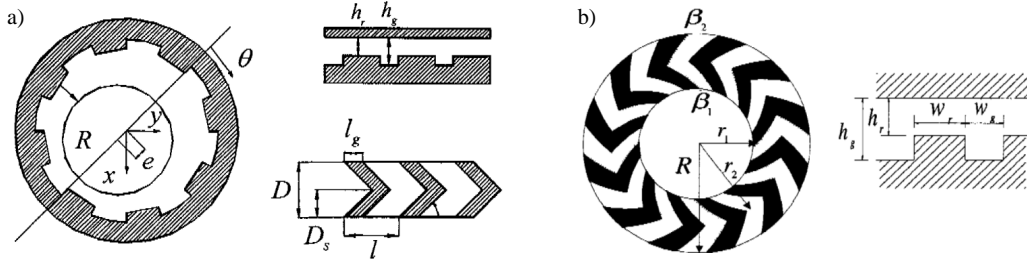 a)
h_r
h_g
θ
R
y
e
x
l_g
D
D_s
l
b)
β_2
β_1
r_1
R
r_2
h_g
h_r
w_r
w_g